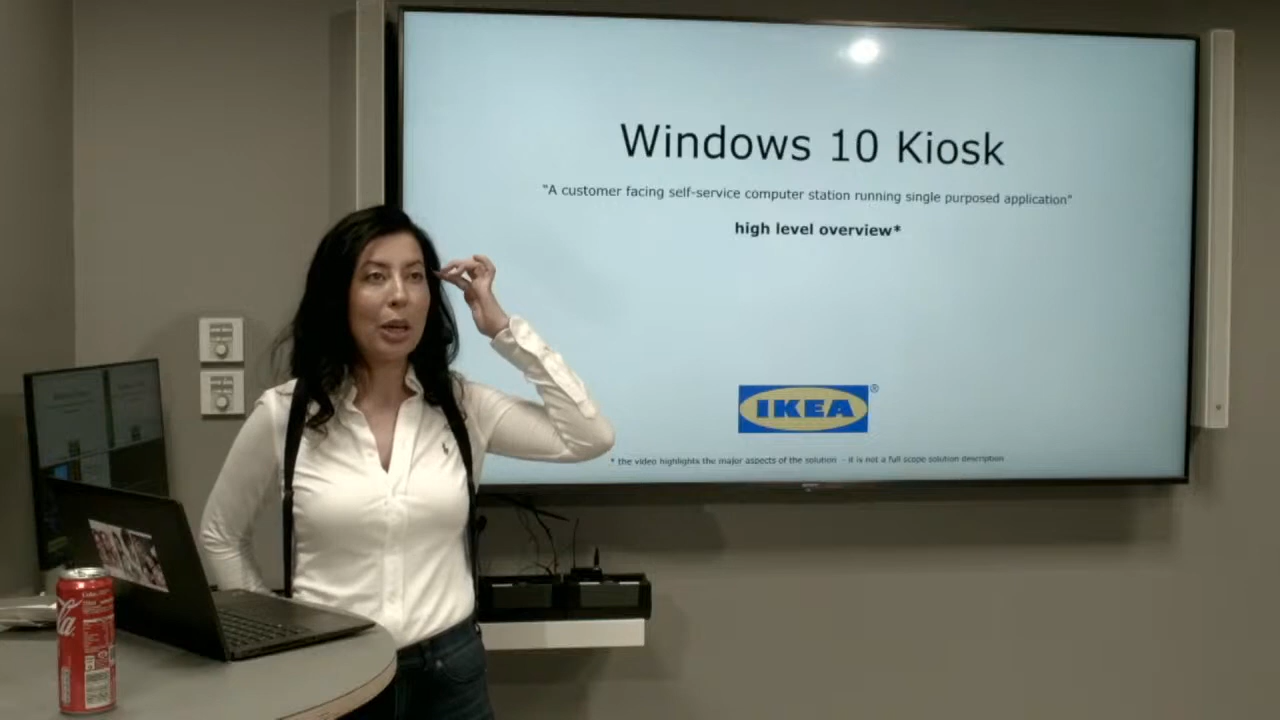 Windows 10 Kiosk
"A customer facing self-service computer station running single purposed application"
high level overview*
IKEA®
* the video highlights the major aspects of the solution - it is not a full scope solution description